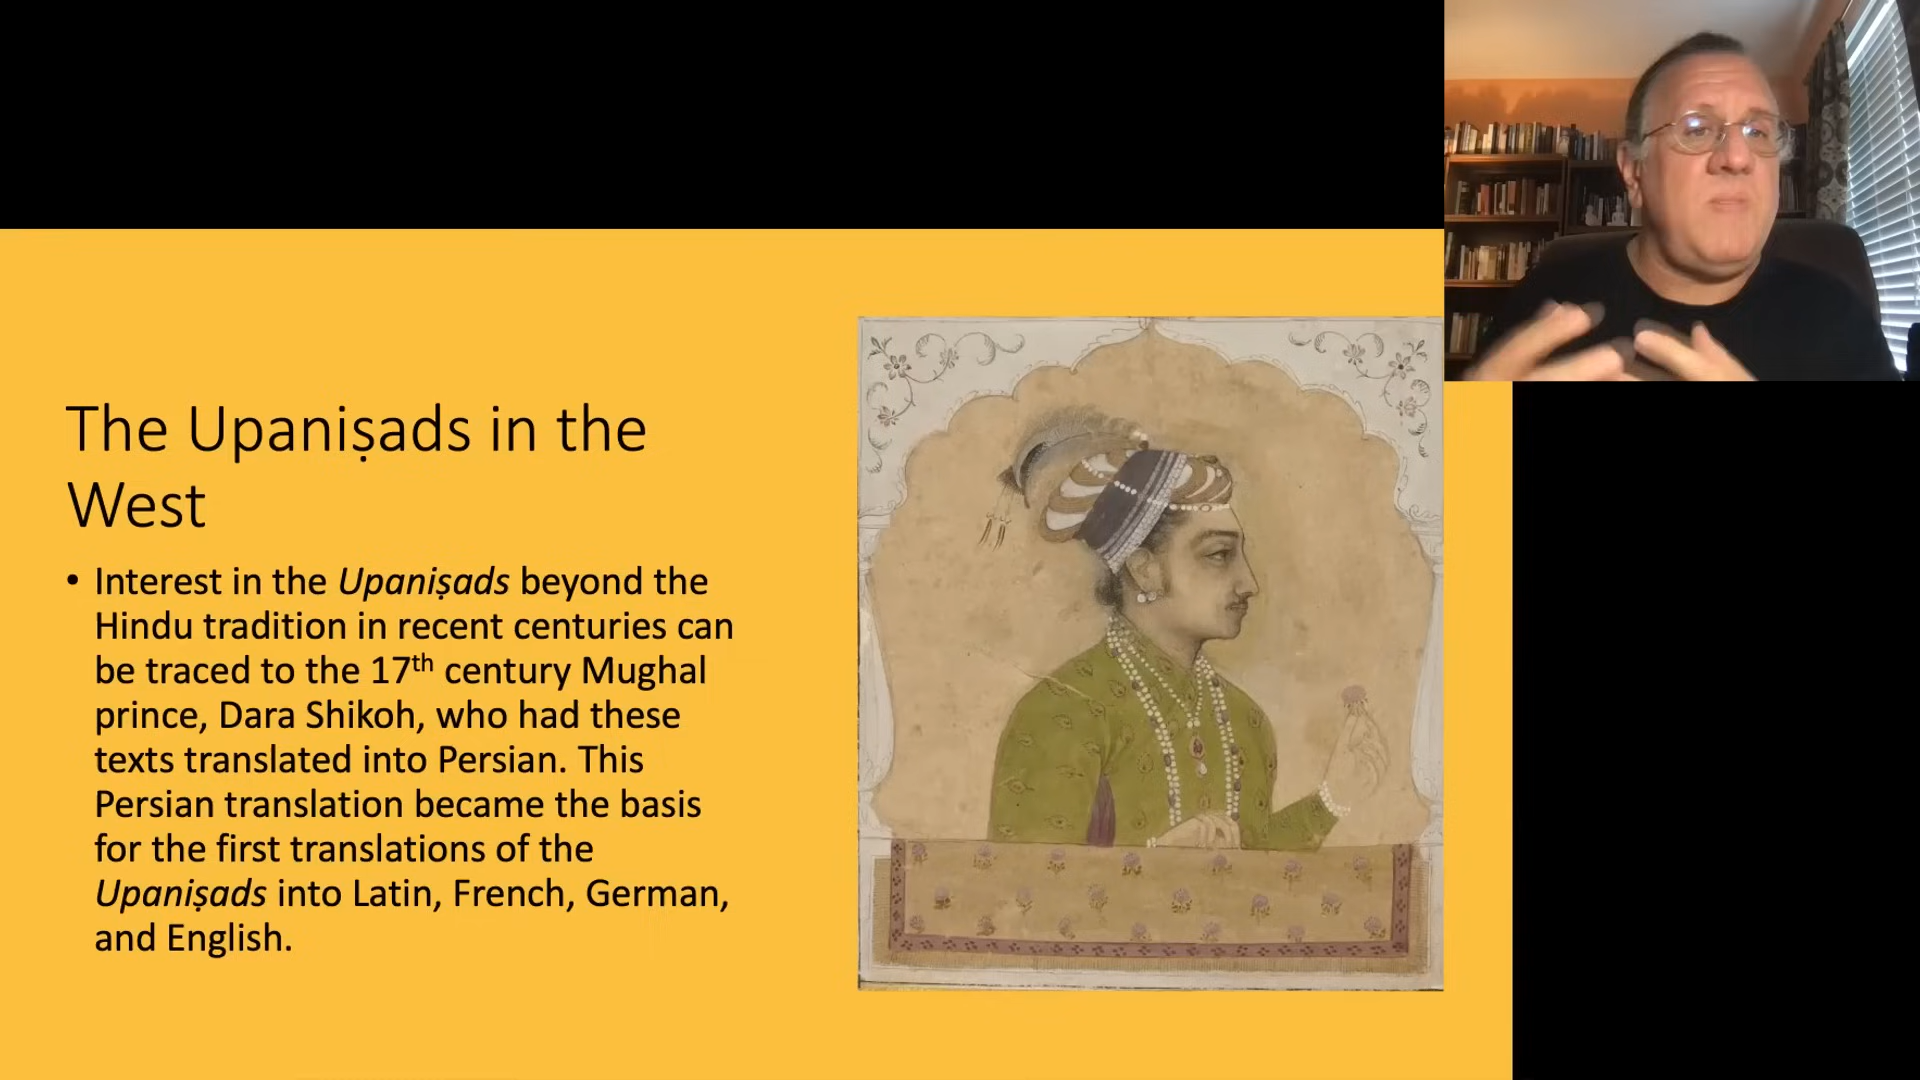 The Upaniṣads in the
West
• Interest in the Upaniṣads beyond the
Hindu tradition in recent centuries can
be traced to the 17th century Mughal
prince, Dara Shikoh, who had these
texts translated into Persian. This
Persian translation became the basis
for the first translations of the
Upaniṣads into Latin, French, German,
and English.